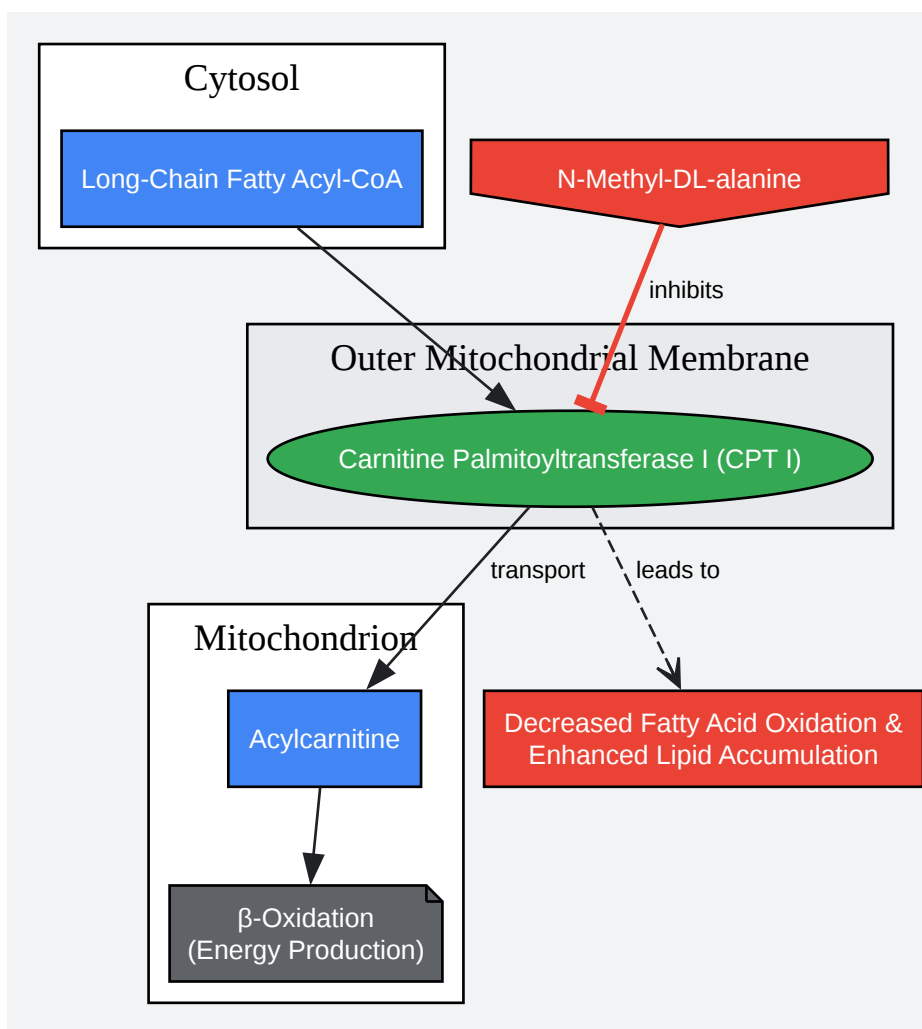 Cytosol
Long-Chain Fatty Acyl-CoA
N-Methyl-DL-alanine
inhibits
Outer Mitochondrial Membrane
Carnitine Palmitoyltransferase I (CPT I)
transport
leads to
Mitochondrion
Acylcarnitine
Decreased Fatty Acid Oxidation &
Enhanced Lipid Accumulation
β-Oxidation
(Energy Production)